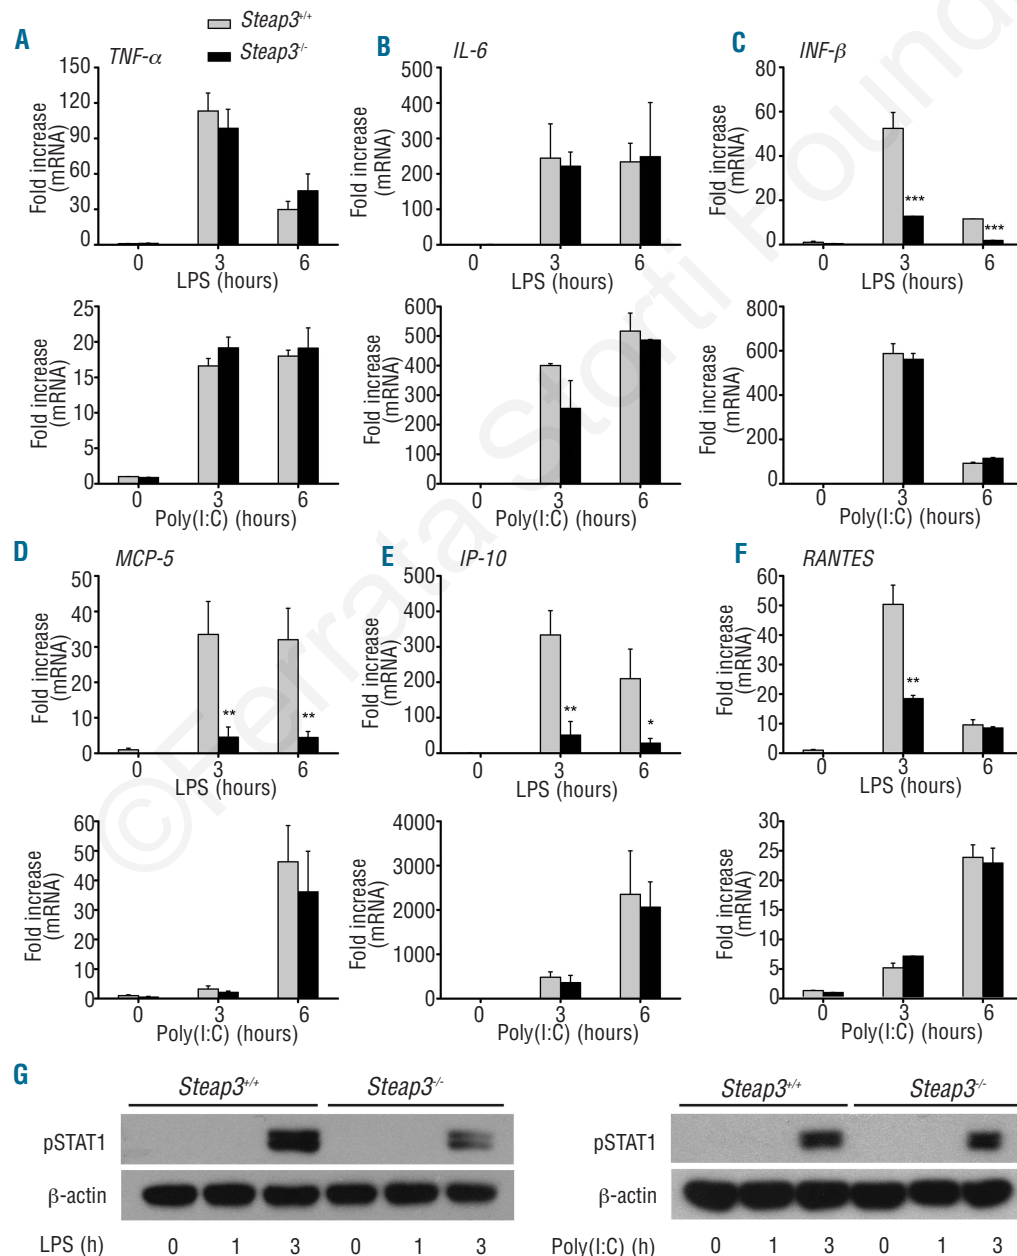 Steap3+/+
Steap3-/-
A TNF-α
B IL-6
C INF-β
Fold increase (mRNA)
150
120
90
60
30
0
0 3 6
LPS (hours)
Fold increase (mRNA)
500
400
300
200
100
0
0 3 6
LPS (hours)
Fold increase (mRNA)
80
60
40
20
0
*** ***
0 3 6
LPS (hours)
Fold increase (mRNA)
25
20
15
10
5
0
0 3 6
Poly(I:C) (hours)
Fold increase (mRNA)
600
500
400
300
200
100
0
0 3 6
Poly(I:C) (hours)
Fold increase (mRNA)
800
600
400
200
0
0 3 6
Poly(I:C) (hours)
D MCP-5
E IP-10
F RANTES
Fold increase (mRNA)
50
40
30
20
10
0
** **
0 3 6
LPS (hours)
Fold increase (mRNA)
500
400
300
200
100
0
** *
0 3 6
LPS (hours)
Fold increase (mRNA)
60
50
40
30
20
10
0
**
0 3 6
LPS (hours)
Fold increase (mRNA)
60
50
40
30
20
10
0
0 3 6
Poly(I:C) (hours)
Fold increase (mRNA)
4000
3000
2000
1000
0
0 3 6
Poly(I:C) (hours)
Fold increase (mRNA)
30
25
20
15
10
5
0
0 3 6
Poly(I:C) (hours)
G
Steap3+/+ Steap3-/-
pSTAT1
β-actin
LPS (h) 0 1 3 0 1 3
Steap3+/+ Steap3-/-
pSTAT1
β-actin
Poly(I:C) (h) 0 1 3 0 1 3
©Ferrata Storti Found